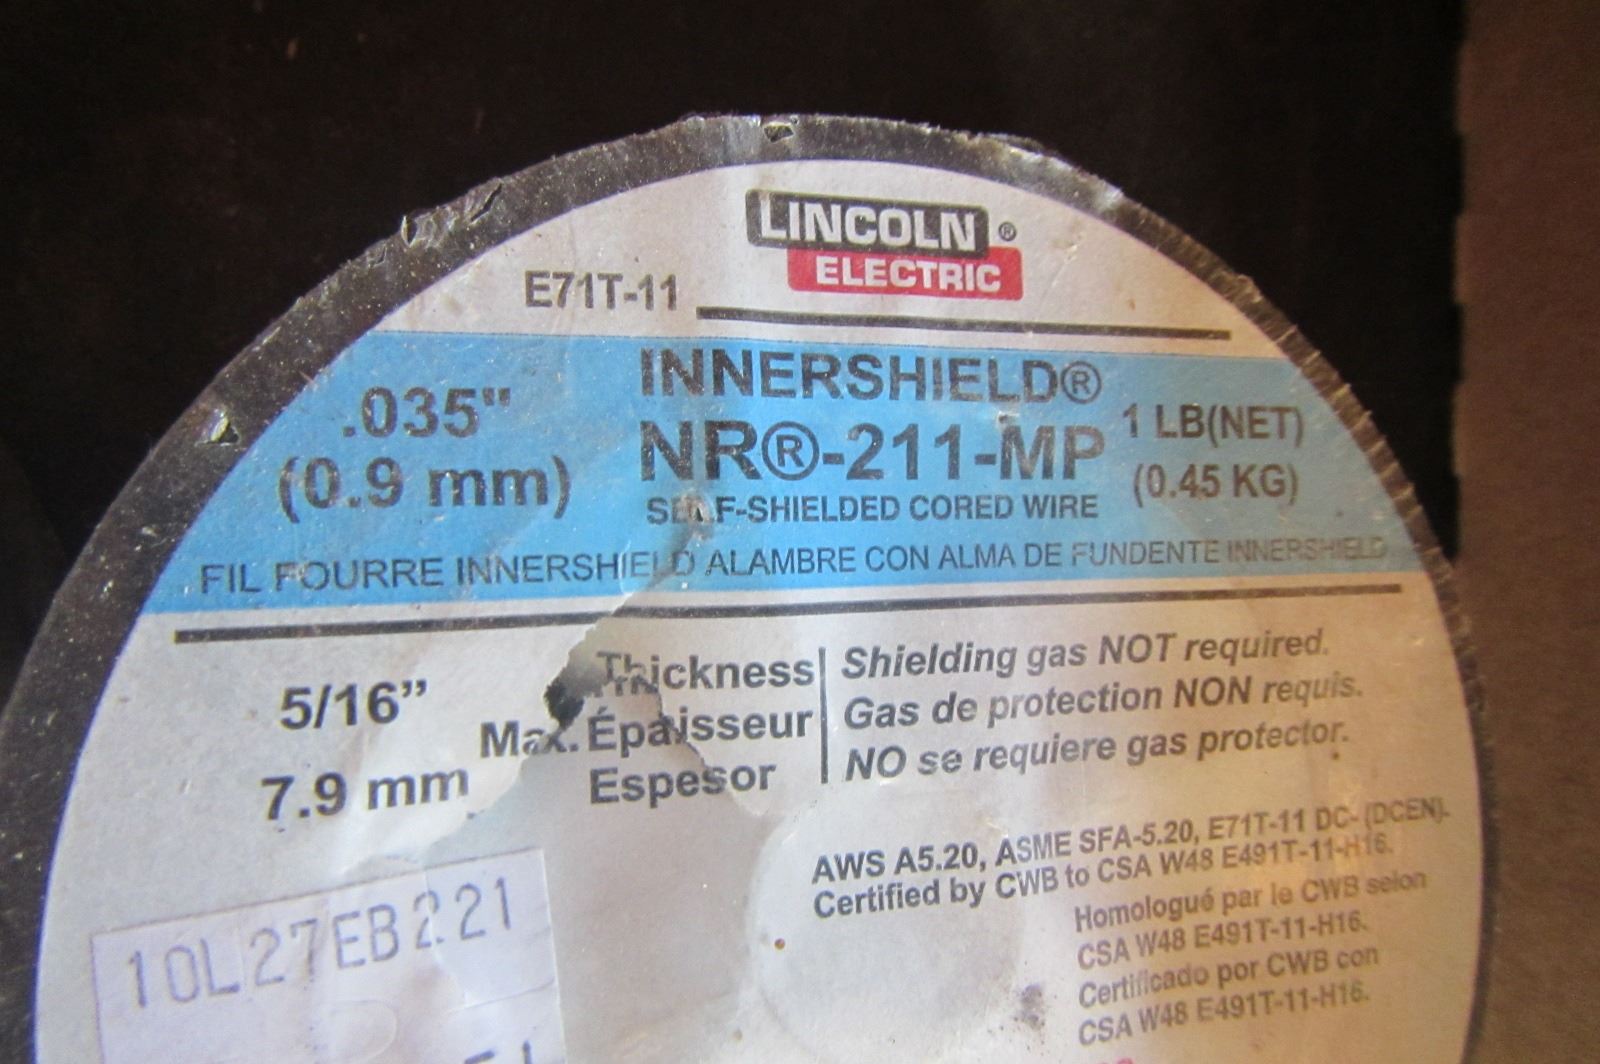 LINCOLN ®
ELECTRIC
E71T-11
.035"
(0.9 mm)
INNERSHIELD®
NR®-211-MP
SELF-SHIELDED CORED WIRE
1 LB(NET)
(0.45 KG)
FIL FOURRE INNERSHIELD ALAMBRE CON ALMA DE FUNDENTE INNERSHIELD
5/16”
7.9 mm
Max.
Thickness
Épaisseur
Espesor
Shielding gas NOT required.
Gas de protection NON requis.
NO se requiere gas protector.
AWS A5.20, ASME SFA-5.20, E71T-11 DC- (DCEN).
Certified by CWB to CSA W48 E491T-11-H16.
Homologué par le CWB selon
CSA W48 E491T-11-H16.
Certificado por CWB con
CSA W48 E491T-11-H16.
10L27EB221